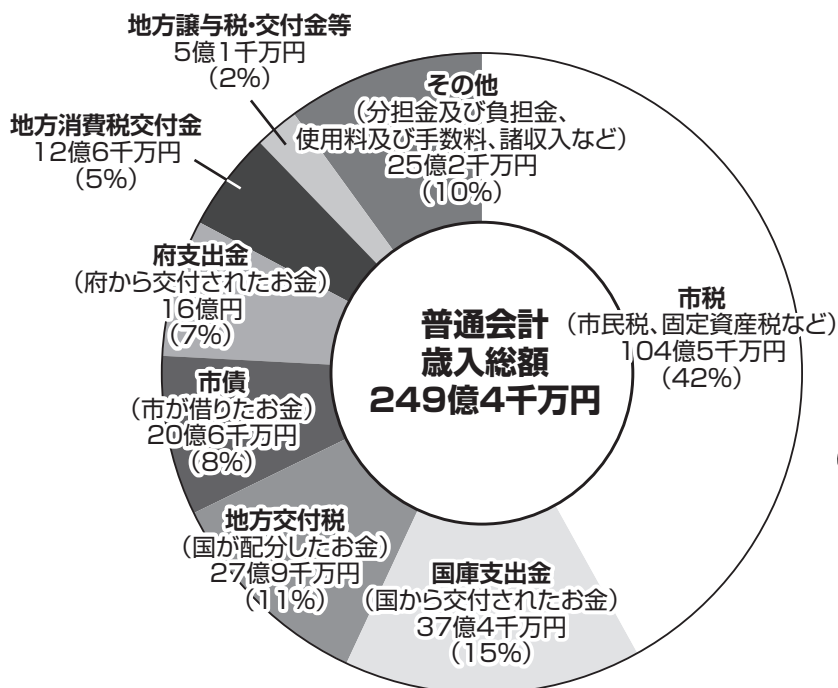 地方譲与税・交付金等
5億1千万円
(2%)
その他
(分担金及び負担金、
使用料及び手数料、諸収入など)
25億2千万円
(10%)
地方消費税交付金
12億6千万円
(5%)
府支出金
(府から交付されたお金)
16億円
(7%)
市債
(市が借りたお金)
20億6千万円
(8%)
地方交付税
(国が配分したお金)
27億9千万円
(11%)
国庫支出金
(国から交付されたお金)
37億4千万円
(15%)
市税
(市民税、固定資産税など)
104億5千万円
(42%)
普通会計
歳入総額
249億4千万円